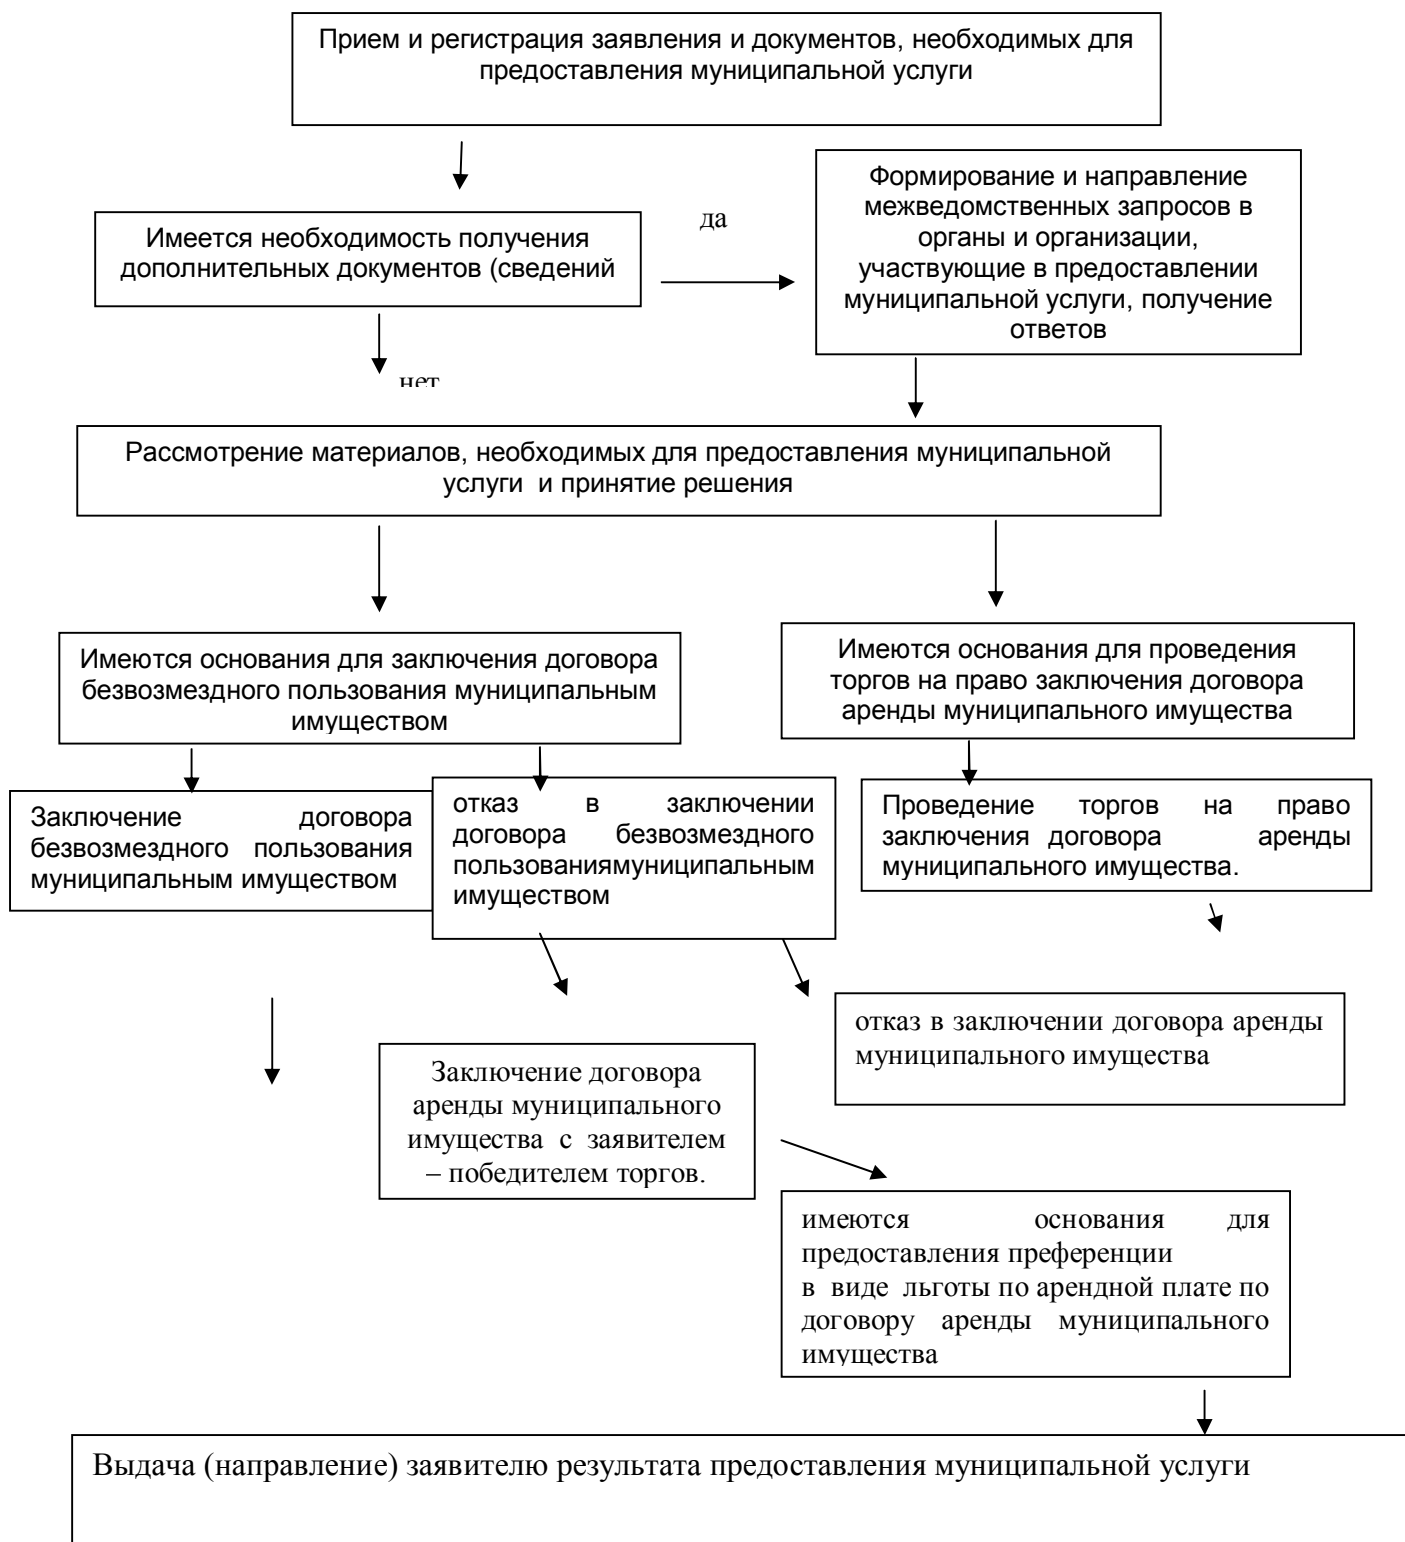 Прием и регистрация заявления и документов, необходимых для
предоставления муниципальной услуги
Формирование и направление
межведомственных запросов в
органы и организации,
участвующие в предоставлении
муниципальной услуги, получение
ответов
да
Имеется необходимость получения
дополнительных документов (сведений
нет
Рассмотрение материалов, необходимых для предоставления муниципальной
услуги и принятие решения
Имеются основания для заключения договора
безвозмездного пользования муниципальным
имуществом
Имеются основания для проведения
торгов на право заключения договора
аренды муниципального имущества
Заключение договора
безвозмездного пользования
муниципальным имуществом
отказ в заключении
договора безвозмездного
пользованиямуниципальным
имуществом
Проведение торгов на право
заключения договора аренды
муниципального имущества.
отказ в заключении договора аренды
муниципального имущества
Заключение договора
аренды муниципального
имущества с заявителем
– победителем торгов.
имеются основания для
предоставления преференции
в виде льготы по арендной плате по
договору аренды муниципального
имущества
Выдача (направление) заявителю результата предоставления муниципальной услуги